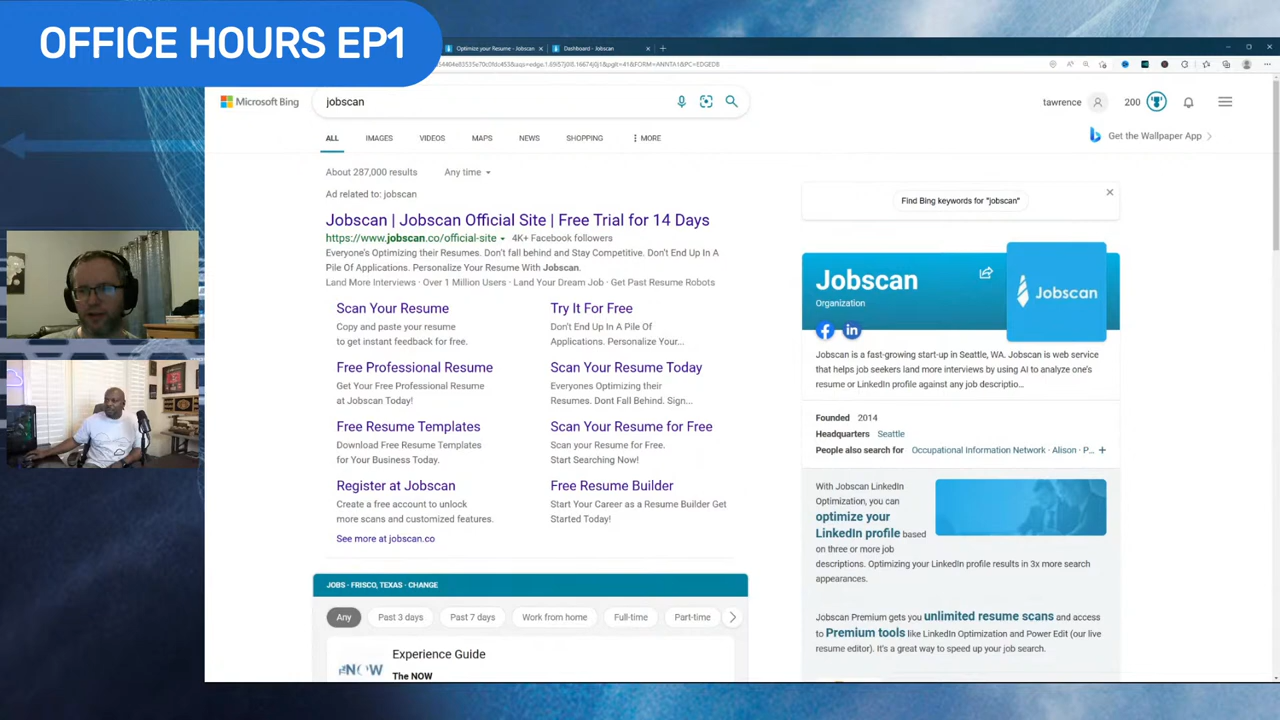 OFFICE HOURS EP1
Optimize your Resume - Jobscan
Dashboard - Jobscan
Microsoft Bing
jobscan
tawrence
200
ALL
IMAGES
VIDEOS
MAPS
NEWS
SHOPPING
MORE
Get the Wallpaper App
About 287,000 results
Any time
Ad related to: jobscan
Jobscan | Jobscan Official Site | Free Trial for 14 Days
https://www.jobscan.co/official-site
4K+ Facebook followers
Everyone's Optimizing their Resumes. Don't fall behind and Stay Competitive. Don't End Up In A
Pile Of Applications. Personalize Your Resume With Jobscan.
Land More Interviews · Over 1 Million Users · Land Your Dream Job · Get Past Resume Robots
Scan Your Resume
Copy and paste your resume
to get instant feedback for free.
Try It For Free
Don't End Up In A Pile Of
Applications. Personalize Your...
Free Professional Resume
Get Your Free Professional Resume
at Jobscan Today!
Scan Your Resume Today
Everyones Optimizing their
Resumes. Dont Fall Behind. Sign...
Free Resume Templates
Download Free Resume Templates
for Your Business Today.
Scan Your Resume for Free
Scan your Resume for Free.
Start Searching Now!
Register at Jobscan
Create a free account to unlock
more scans and customized features.
Free Resume Builder
Start Your Career as a Resume Builder Get
Started Today!
See more at jobscan.co
JOBS · FRISCO, TEXAS · CHANGE
Any
Past 3 days
Past 7 days
Work from home
Full-time
Part-time
NOW
Experience Guide
The NOW
Find Bing keywords for "jobscan"
Jobscan
Organization
Jobscan
Jobscan is a fast-growing start-up in Seattle, WA. Jobscan is web service
that helps job seekers land more interviews by using AI to analyze one's
resume or LinkedIn profile against any job descriptio...
Founded 2014
Headquarters Seattle
People also search for Occupational Information Network · Alison · P...
With Jobscan LinkedIn
Optimization, you can
optimize your
LinkedIn profile based
on three or more job
descriptions. Optimizing your LinkedIn profile results in 3x more search
appearances.
Jobscan Premium gets you unlimited resume scans and access
to Premium tools like LinkedIn Optimization and Power Edit (our live
resume editor). It's a great way to speed up your job search.